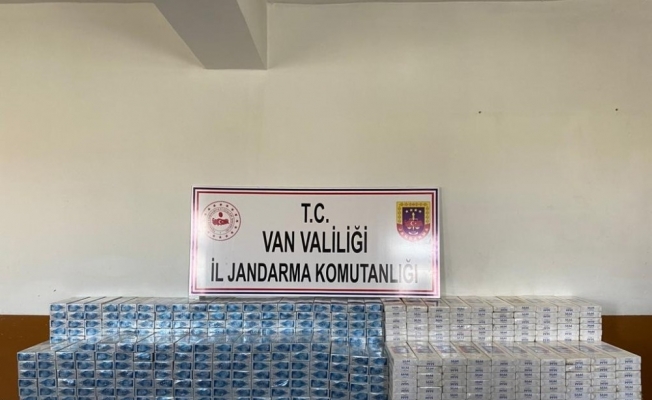 T.C.
VAN VALİLİĞİ
İL JANDARMA KOMUTANLIĞI